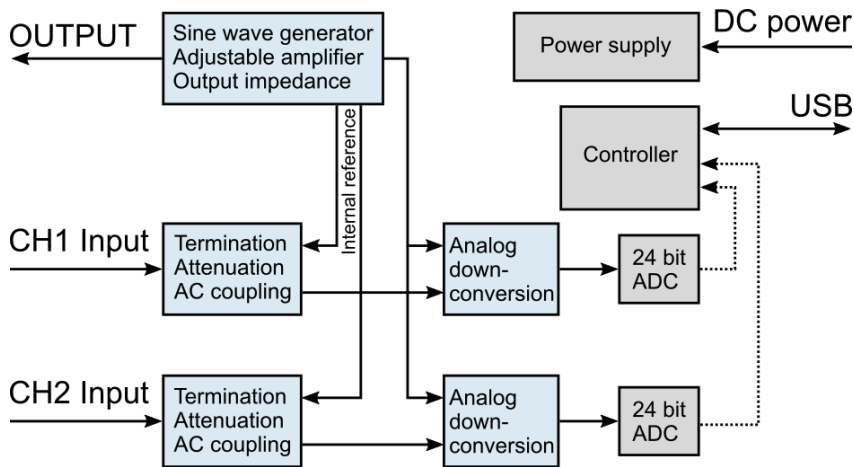 OUTPUT
Sine wave generator
Adjustable amplifier
Output impedance
Power supply
DC power
USB
Controller
Internal reference
CH1 Input
Termination
Attenuation
AC coupling
Analog
down-
conversion
24 bit
ADC
CH2 Input
Termination
Attenuation
AC coupling
Analog
down-
conversion
24 bit
ADC